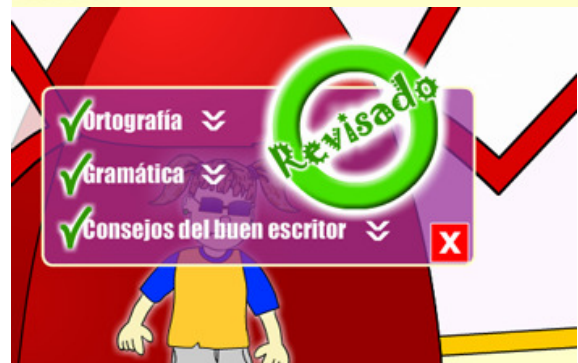 Revisado
Ortografía
Gramática
Consejos del buen escritor
X